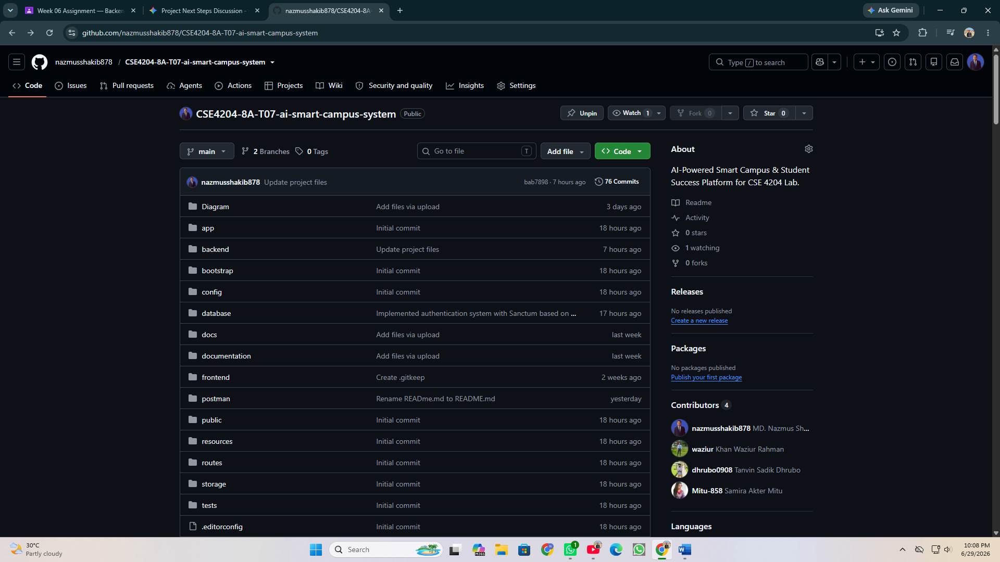 Week 06 Assignment — Backen
Project Next Steps Discussion -
nazmusshakib878/CSE4204-8A-
Ask Gemini
github.com/nazmusshakib878/CSE4204-8A-T07-ai-smart-campus-system
nazmusshakib878 / CSE4204-8A-T07-ai-smart-campus-system
Type / to search
Code
Issues
Pull requests
Agents
Actions
Projects
Wiki
Security and quality
Insights
Settings
CSE4204-8A-T07-ai-smart-campus-system Public
Unpin
Watch 1
Fork 0
Star 0
main
2 Branches
0 Tags
Go to file T
Add file
Code
nazmusshakib878 Update project files bab7898 · 7 hours ago 76 Commits
Diagram Add files via upload 3 days ago
app Initial commit 18 hours ago
backend Update project files 7 hours ago
bootstrap Initial commit 18 hours ago
config Initial commit 18 hours ago
database Implemented authentication system with Sanctum based on ... 17 hours ago
docs Add files via upload last week
documentation Add files via upload last week
frontend Create .gitkeep 2 weeks ago
postman Rename READme.md to README.md yesterday
public Initial commit 18 hours ago
resources Initial commit 18 hours ago
routes Initial commit 18 hours ago
storage Initial commit 18 hours ago
tests Initial commit 18 hours ago
.editorconfig Initial commit 18 hours ago
About
AI-Powered Smart Campus & Student
Success Platform for CSE 4204 Lab.
Readme
Activity
0 stars
1 watching
0 forks
Releases
No releases published
Create a new release
Packages
No packages published
Publish your first package
Contributors 4
nazmusshakib878 MD. Nazmus Sh...
waziur Khan Waziur Rahman
dhrubo0908 Tanvin Sadik Dhrubo
Mitu-858 Samira Akter Mitu
Languages
30°C
Partly cloudy
Search
M365
1
10:08 PM
6/29/2026